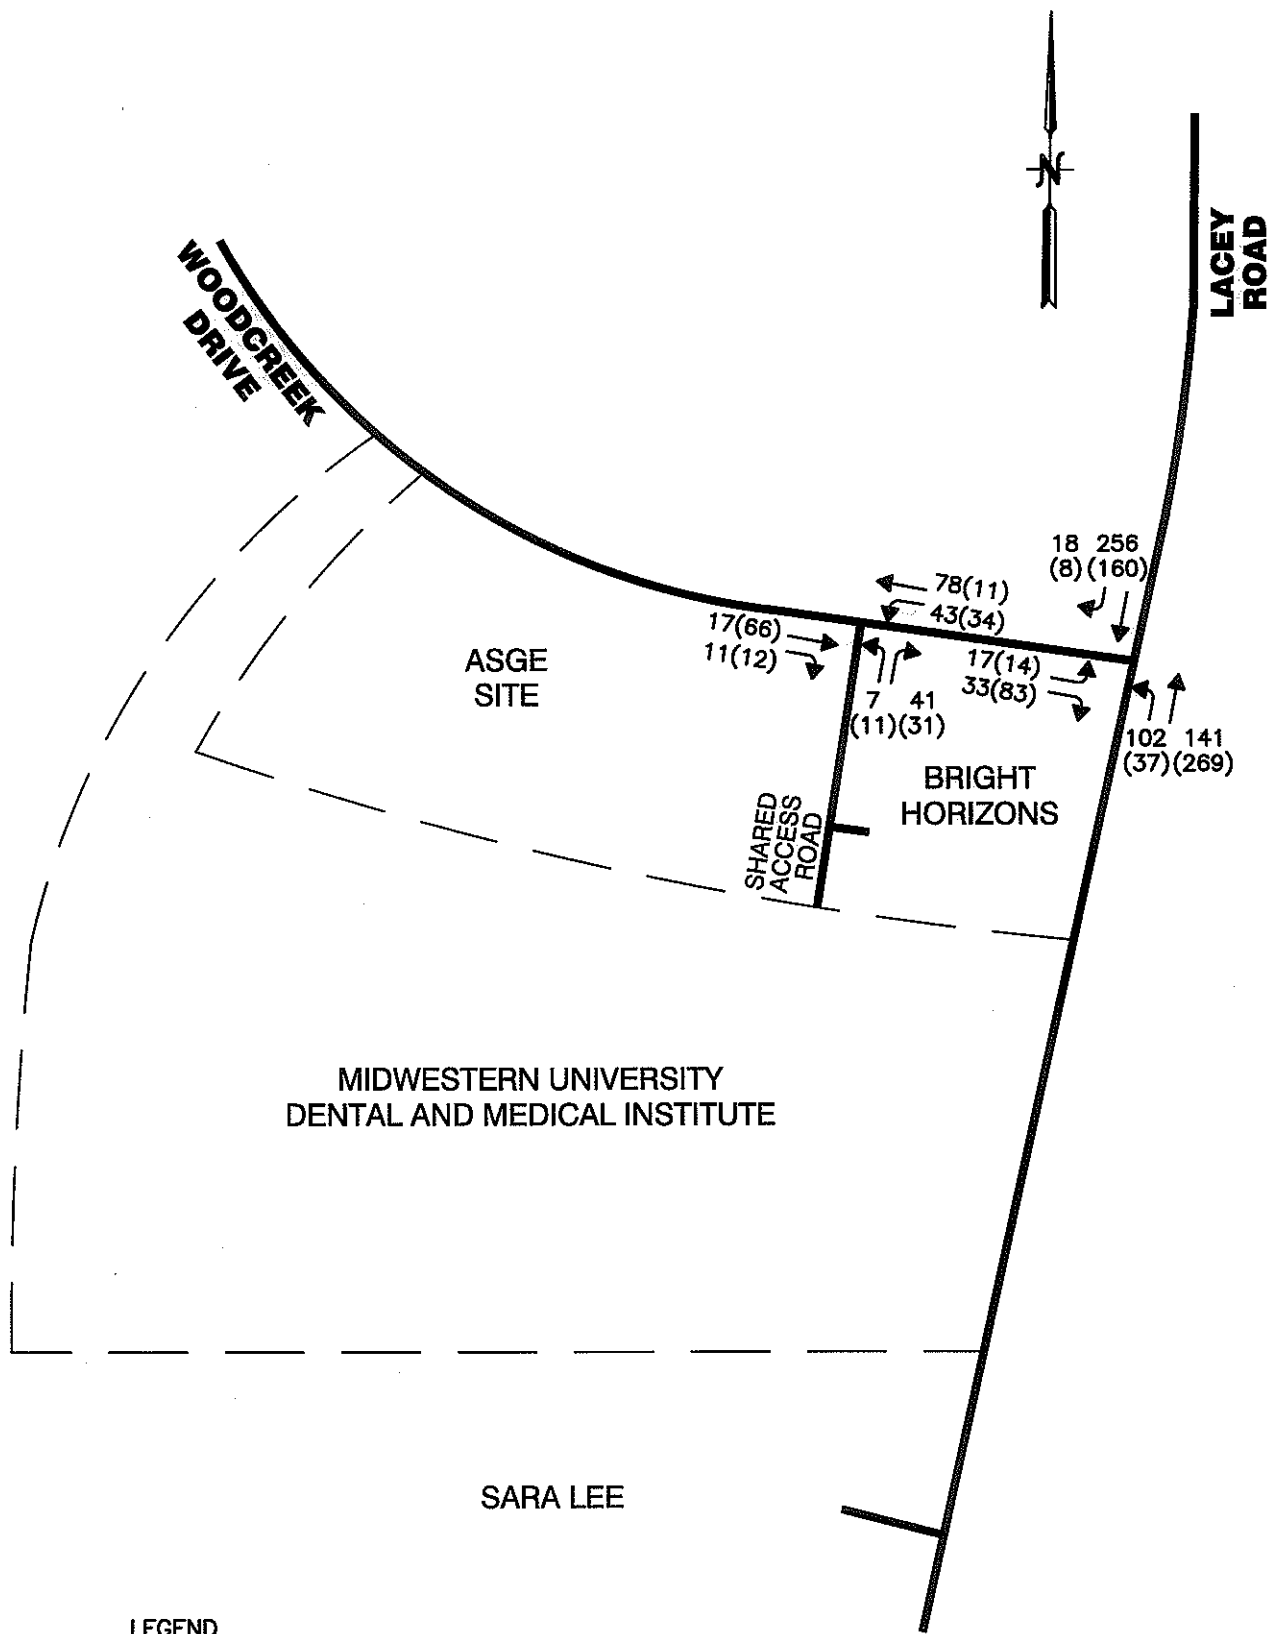 N
LACEY
ROAD
WOODCREEK
DRIVE
18 256
(8) (160)
78(11)
43(34)
17(66)
11(12)
17(14)
33(83)
7 41
(11)(31)
102 141
(37)(269)
ASGE
SITE
BRIGHT
HORIZONS
SHARED
ACCESS
ROAD
MIDWESTERN UNIVERSITY
DENTAL AND MEDICAL INSTITUTE
SARA LEE
LEGEND